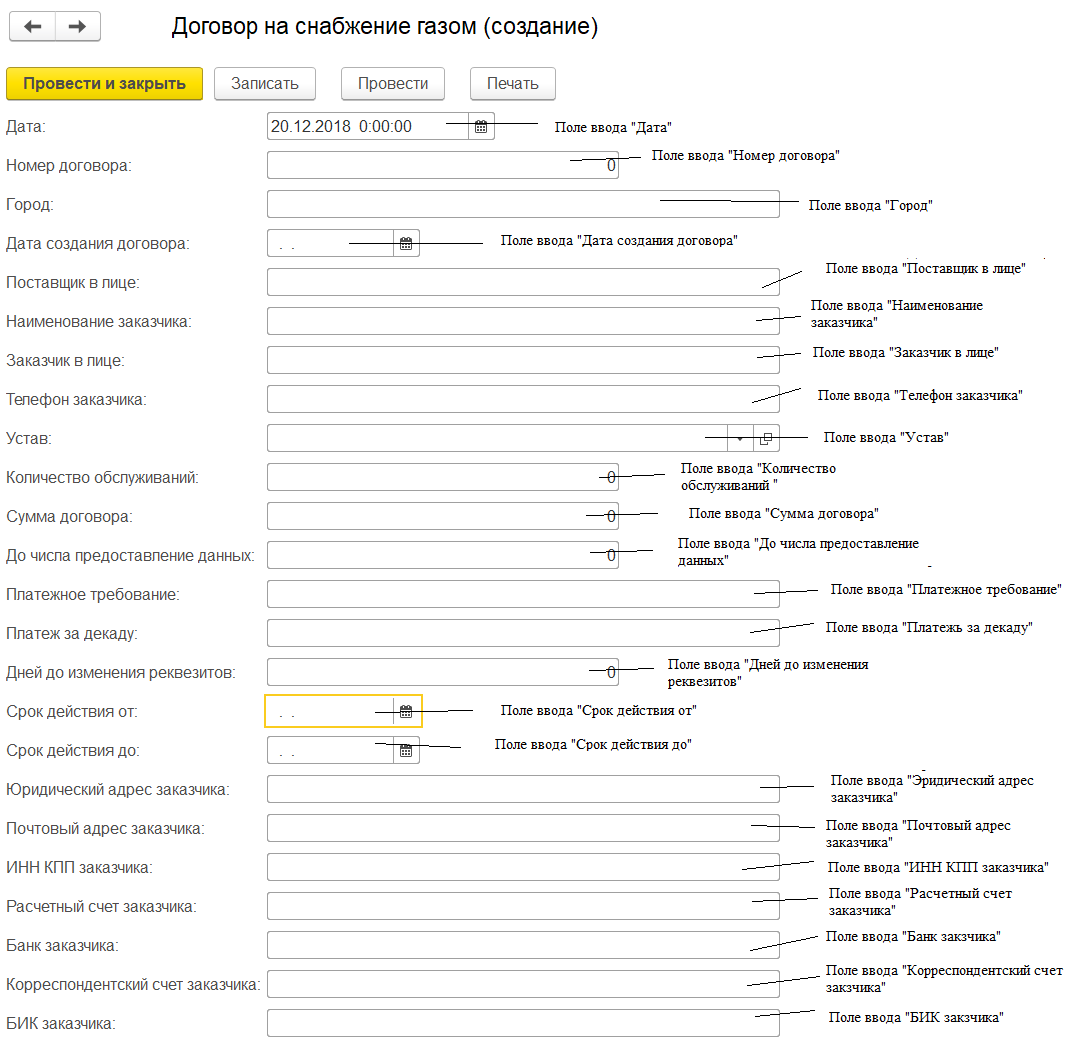 Договор на снабжение газом (создание)
Провести и закрыть Записать Провести Печать
Дата: 20.12.2018 0:00:00 Поле ввода "Дата"
Номер договора: 0 Поле ввода "Номер договора"
Город: Поле ввода "Город"
Дата создания договора: . . Поле ввода "Дата создания договора"
Поставщик в лице: Поле ввода "Поставщик в лице"
Наименование заказчика: Поле ввода "Наименование
заказчика"
Заказчик в лице: Поле ввода "Заказчик в лице"
Телефон заказчика: Поле ввода "Телефон заказчика"
Устав: Поле ввода "Устав"
Количество обслуживаний: 0 Поле ввода "Количество
обслуживаний "
Сумма договора: 0 Поле ввода "Сумма договора"
До числа предоставление данных: 0 Поле ввода "До числа предоставление
данных"
Платежное требование: Поле ввода "Платежное требование"
Платеж за декаду: Поле ввода "Платежь за декаду"
Дней до изменения реквезитов: 0 Поле ввода "Дней до изменения
реквезитов"
Срок действия от: . . Поле ввода "Срок действия от"
Срок действия до: . . Поле ввода "Срок действия до"
Юридический адрес заказчика: Поле ввода "Эридический адрес
заказчика"
Почтовый адрес заказчика: Поле ввода "Почтовый адрес
заказчика"
ИНН КПП заказчика: Поле ввода "ИНН КПП заказчика"
Расчетный счет заказчика: Поле ввода "Расчетный счет
заказчика"
Банк заказчика: Поле ввода "Банк закзчика"
Корреспондентский счет заказчика: Поле ввода "Корреспондентский счет
закзчика"
БИК заказчика: Поле ввода "БИК закзчика"